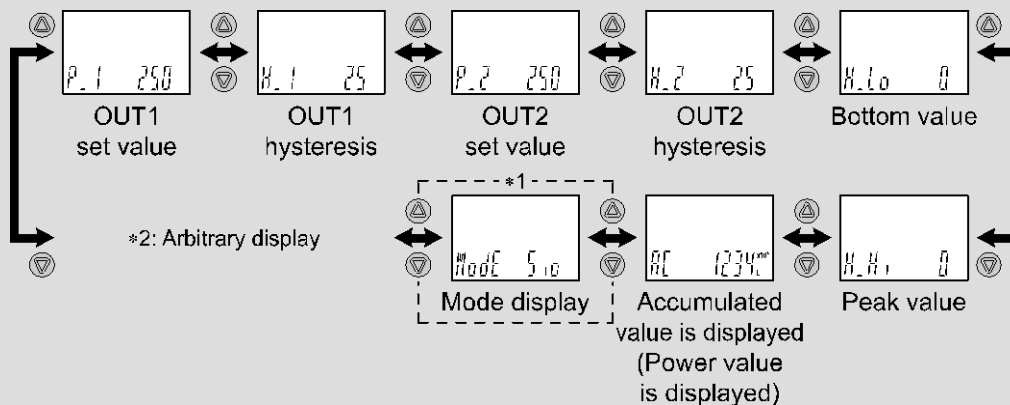 P_1 250
H_1 25
P_2 250
H_2 25
H_Lo 0
OUT1
set value
OUT1
hysteresis
OUT2
set value
OUT2
hysteresis
Bottom value
*1
*2: Arbitrary display
ModE Sio
AC 1234
H_Hi 0
Mode display
Accumulated
value is displayed
(Power value
is displayed)
Peak value